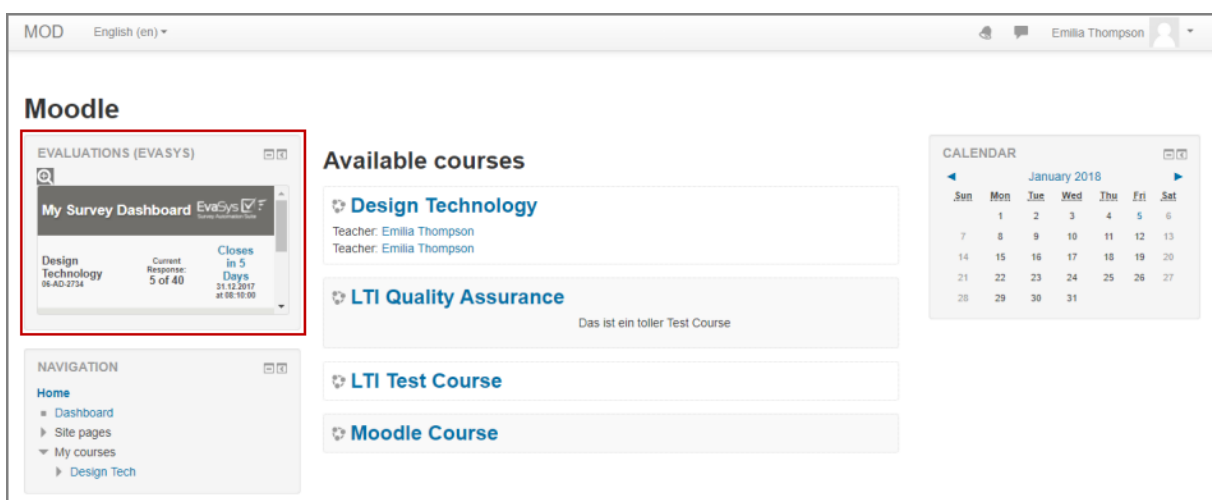 MOD
English (en)
Emilia Thompson
Moodle
EVALUATIONS (EVASYS)
My Survey Dashboard
EvaSys
Survey Automation Suite
Design
Technology
06-AD-2734
Current
Response:
5 of 40
Closes
in 5
Days
31.12.2017
at 08:10:00
NAVIGATION
Home
Dashboard
Site pages
My courses
Design Tech
Available courses
Design Technology
Teacher: Emilia Thompson
Teacher: Emilia Thompson
LTI Quality Assurance
Das ist ein toller Test Course
LTI Test Course
Moodle Course
CALENDAR
January 2018
Sun Mon Tue Wed Thu Fri Sat
1 2 3 4 5 6
7 8 9 10 11 12 13
14 15 16 17 18 19 20
21 22 23 24 25 26 27
28 29 30 31